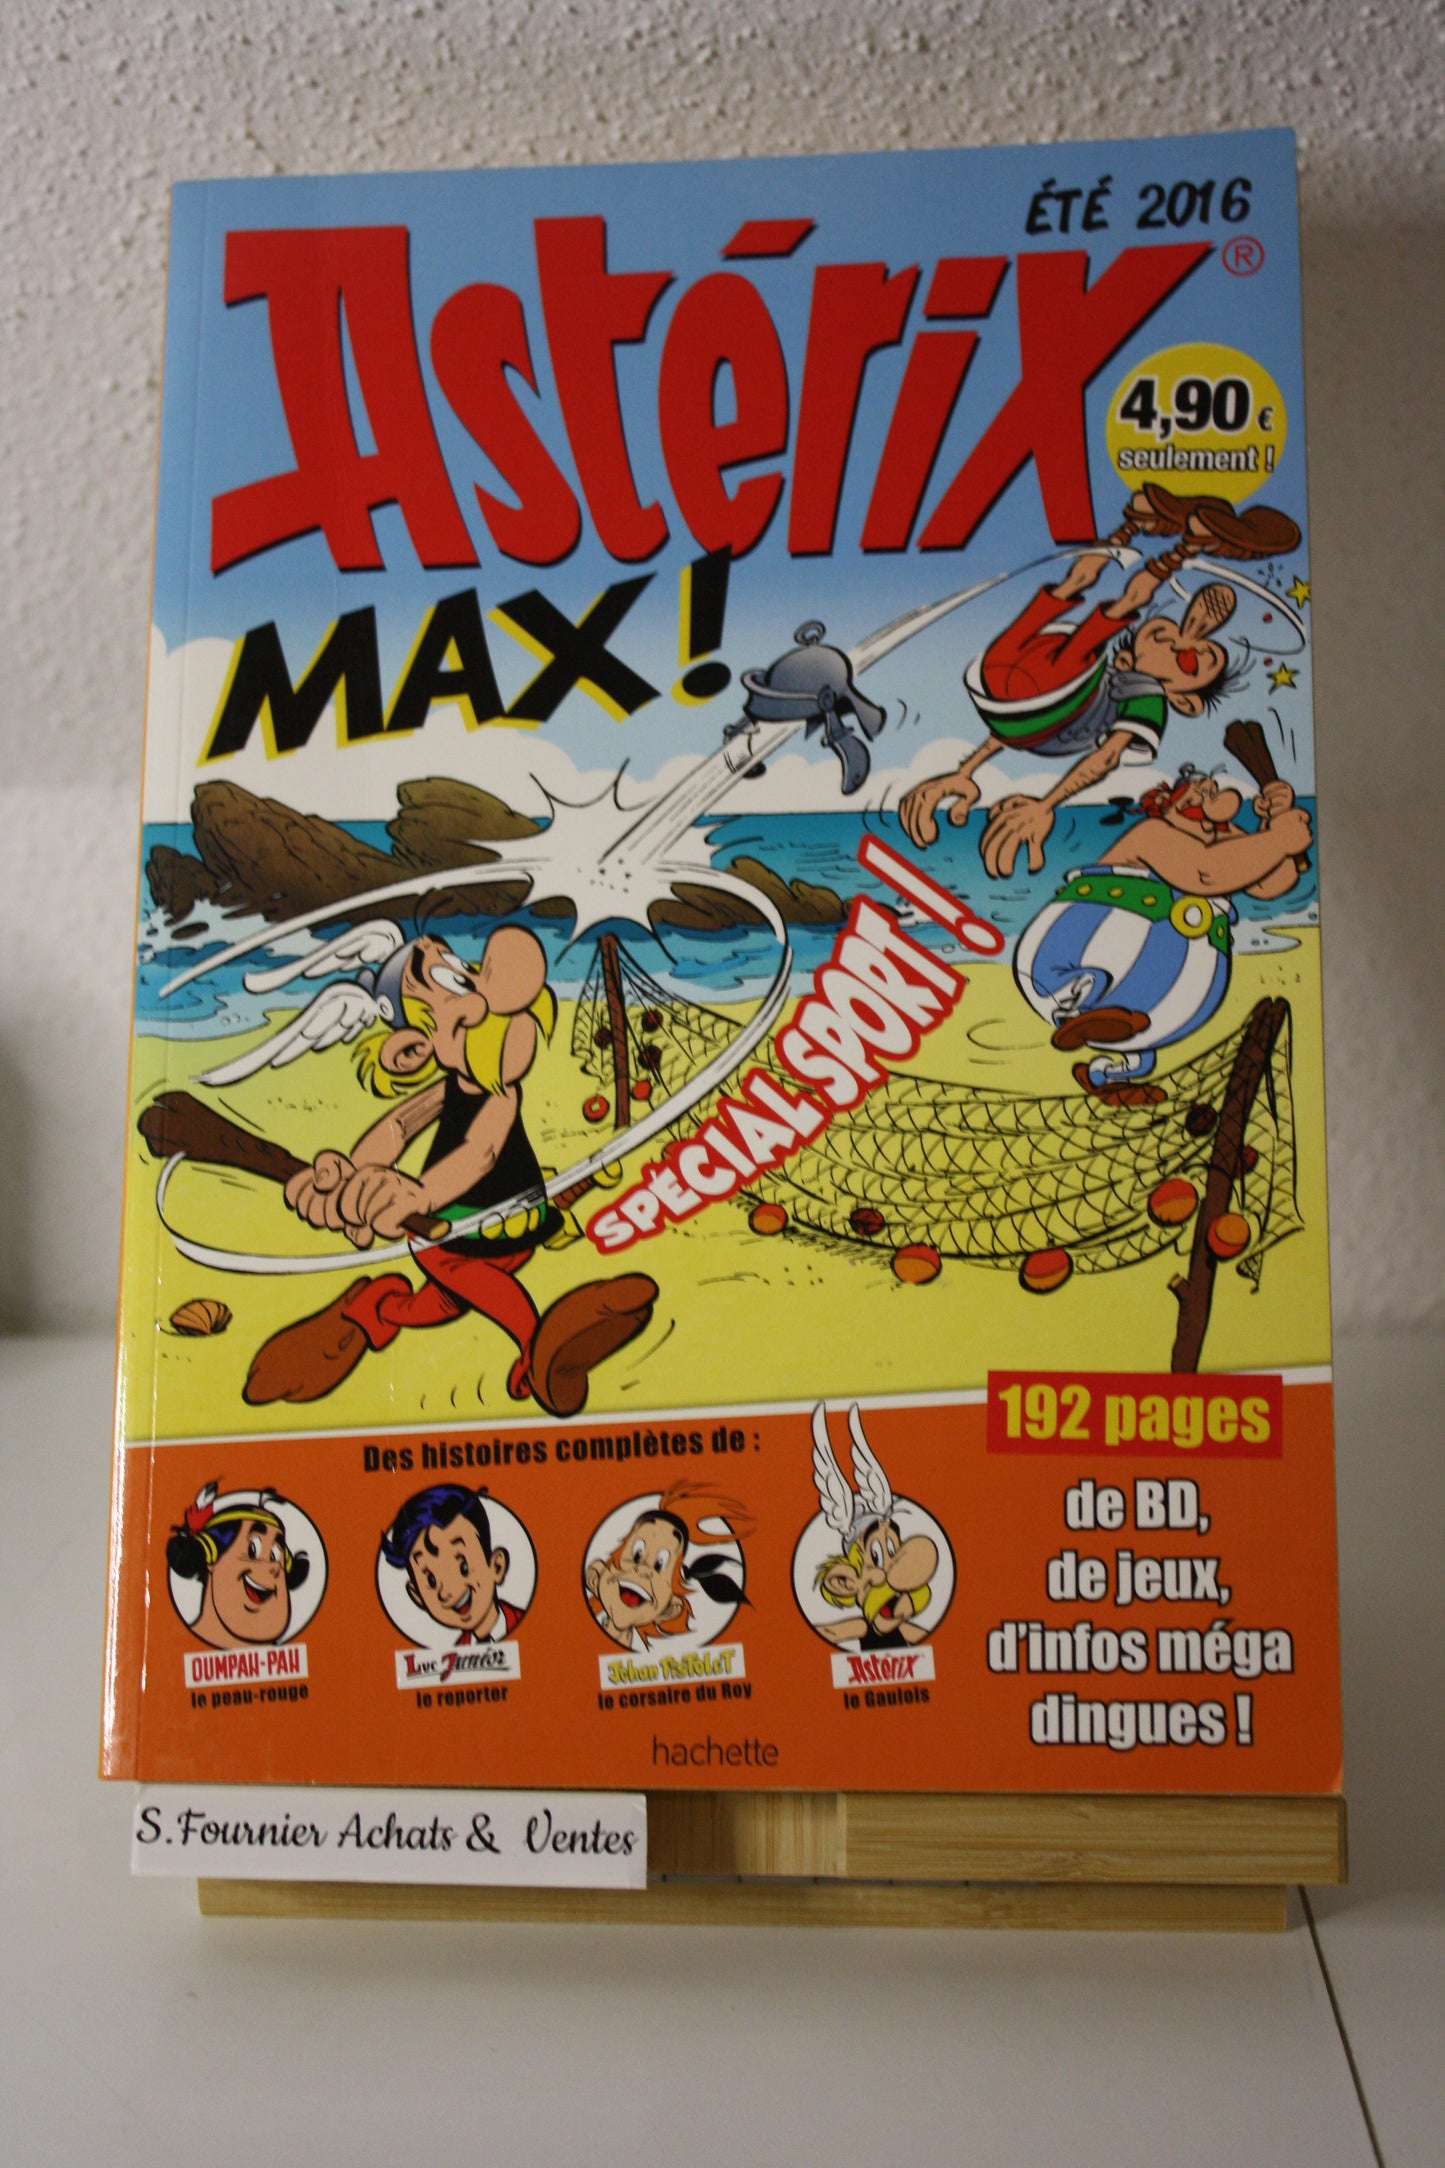 ÉTÉ 2016
Astérix ®
MAX !
4,90 €
seulement !
SPÉCIAL SPORT !
192 pages
de BD,
de jeux,
d'infos méga
dingues !
Des histoires complètes de :
OUMPAH-PAH
le peau-rouge
Luc Junior
le reporter
Jehan PisToleT
le corsaire du Roy
Astérix
le Gaulois
hachette
S.Fournier Achats & Ventes